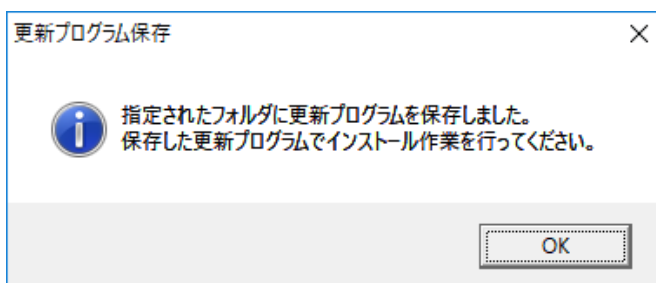 更新プログラム保存
指定されたフォルダに更新プログラムを保存しました。
保存した更新プログラムでインストール作業を行ってください。
OK